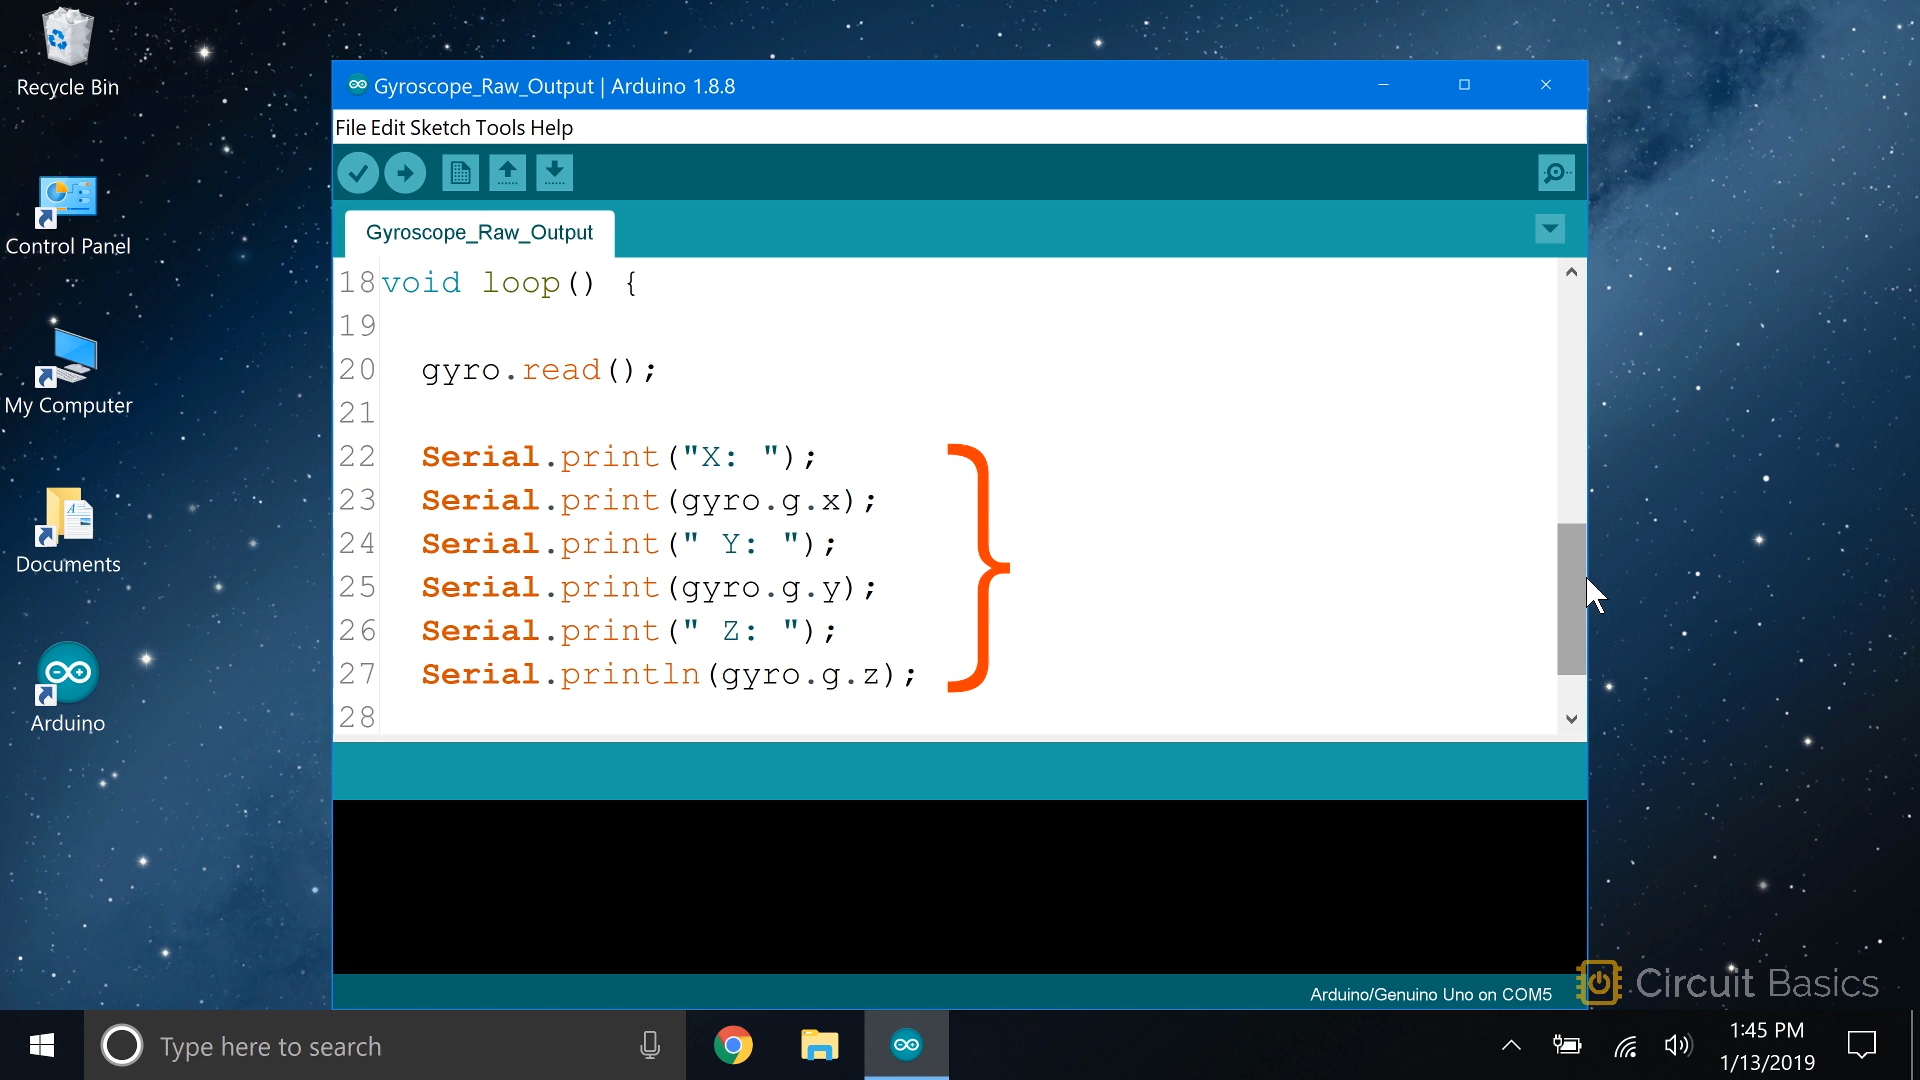 Recycle Bin
Control Panel
My Computer
Documents
Arduino
Gyroscope_Raw_Output | Arduino 1.8.8
File Edit Sketch Tools Help
Gyroscope_Raw_Output
18 void loop() {
19
20 gyro.read();
21
22 Serial.print("X: ");
23 Serial.print(gyro.g.x);
24 Serial.print(" Y: ");
25 Serial.print(gyro.g.y);
26 Serial.print(" Z: ");
27 Serial.println(gyro.g.z);
28
Arduino/Genuino Uno on COM5
Circuit Basics
Type here to search
1:45 PM
1/13/2019